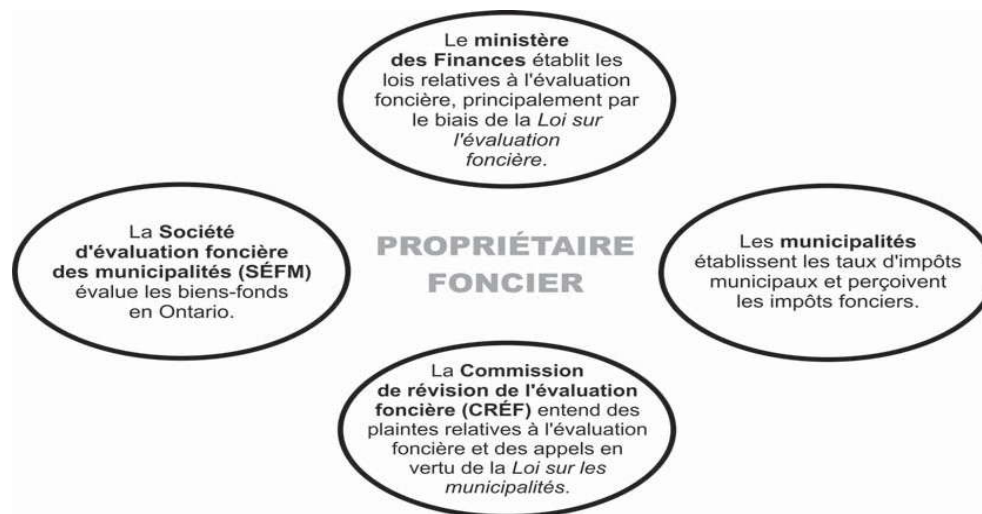 Le ministère
des Finances établit les
lois relatives à l'évaluation
foncière, principalement par
le biais de la Loi sur
l'évaluation
foncière.
La Société
d'évaluation foncière
des municipalités (SÉFM)
évalue les biens-fonds
en Ontario.
PROPRIÉTAIRE
FONCIER
Les municipalités
établissent les taux d'impôts
municipaux et perçoivent
les impôts fonciers.
La Commission
de révision de l'évaluation
foncière (CRÉF) entend des
plaintes relatives à l'évaluation
foncière et des appels en
vertu de la Loi sur les
municipalités.